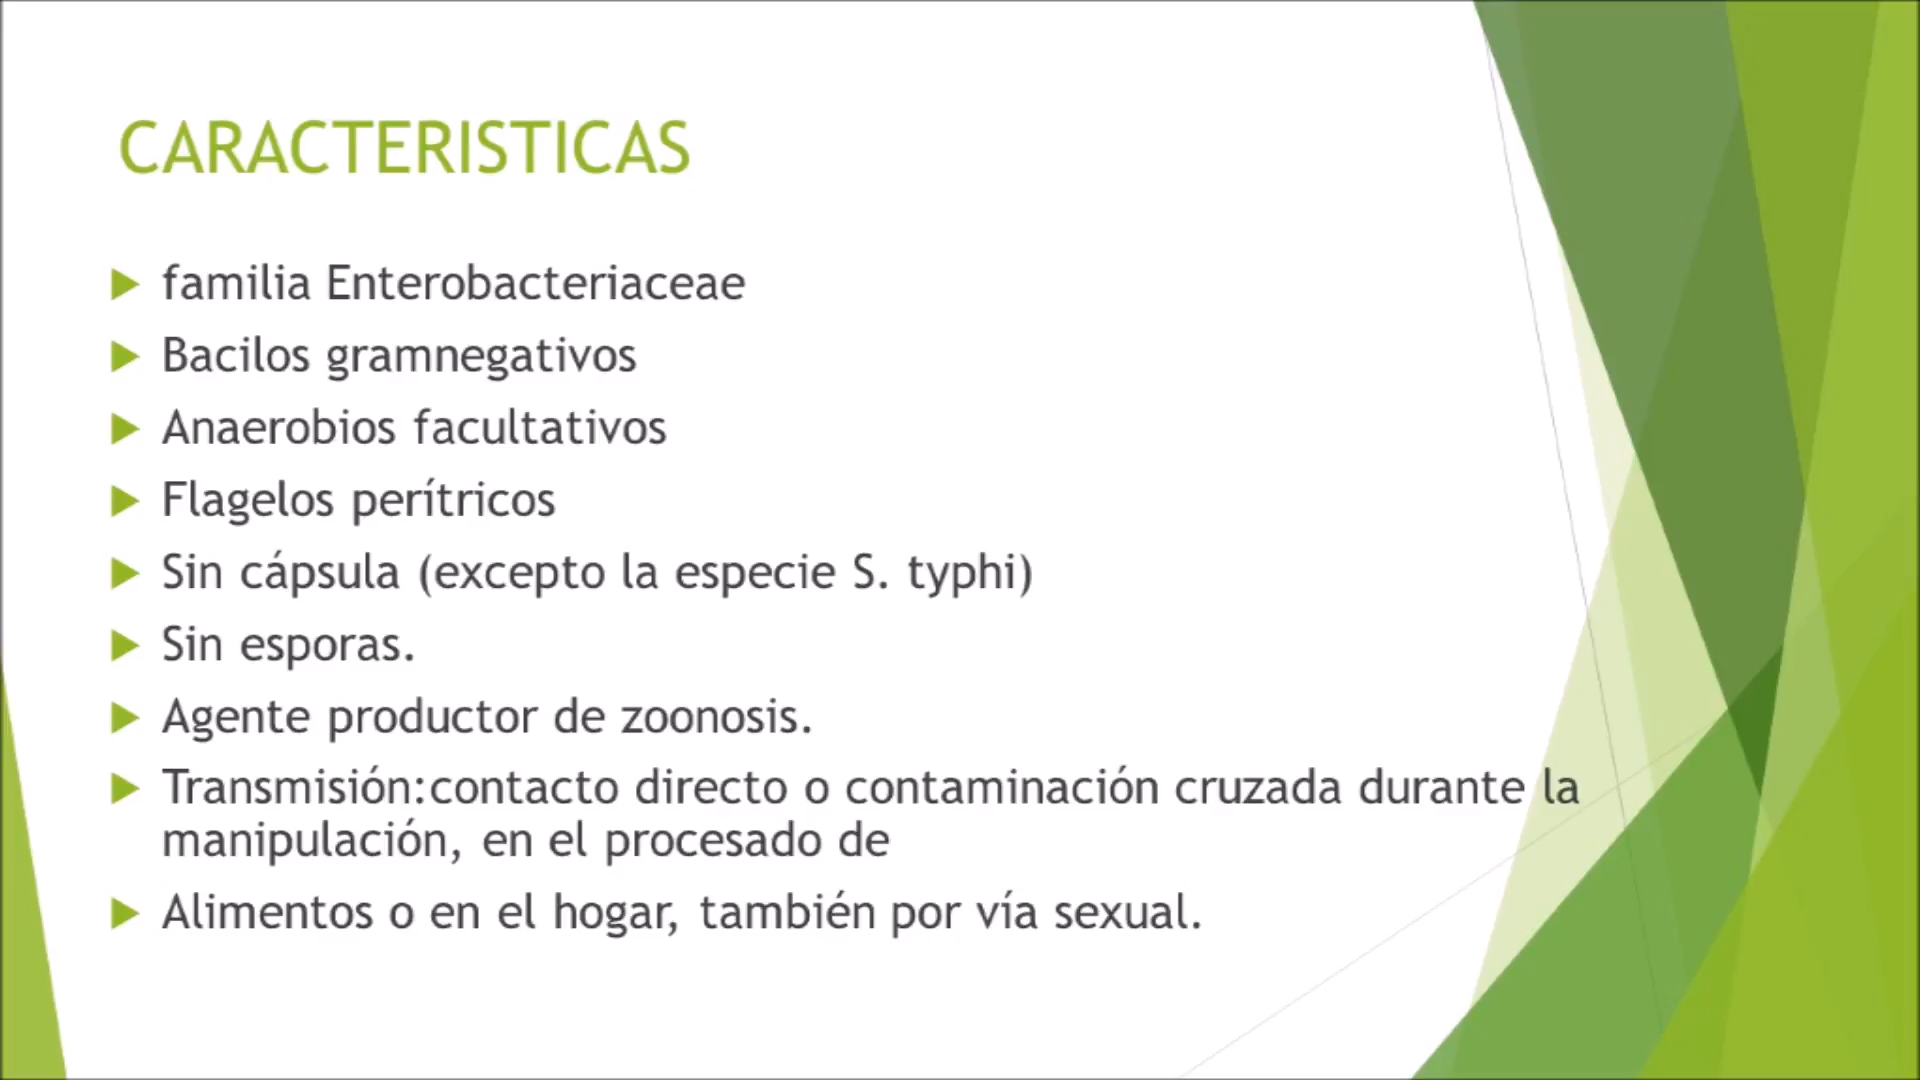 CARACTERISTICAS
familia Enterobacteriaceae
Bacilos gramnegativos
Anaerobios facultativos
Flagelos perítricos
Sin cápsula (excepto la especie S. typhi)
Sin esporas.
Agente productor de zoonosis.
Transmisión:contacto directo o contaminación cruzada durante la
manipulación, en el procesado de
Alimentos o en el hogar, también por vía sexual.